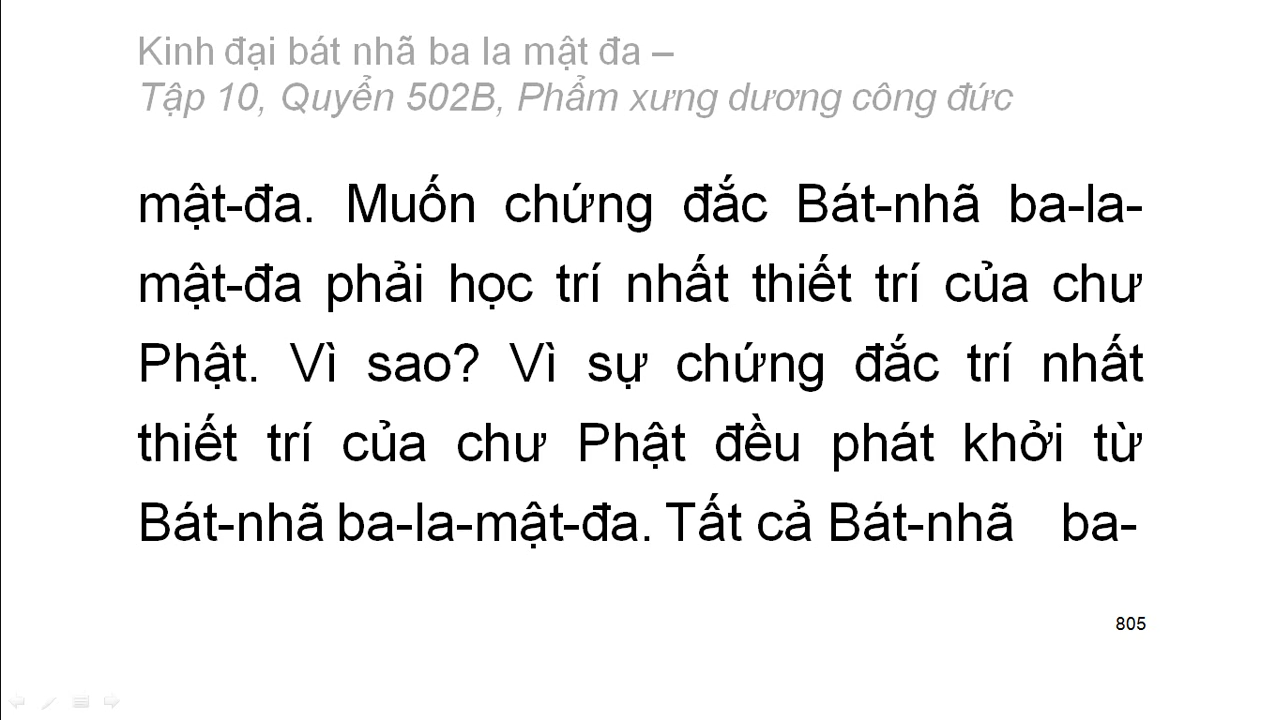 Kinh đại bát nhã ba la mật đa –
Tập 10, Quyển 502B, Phẩm xưng dương công đức
mật-đa. Muốn chứng đắc Bát-nhã ba-la-
mật-đa phải học trí nhất thiết trí của chư
Phật. Vì sao? Vì sự chứng đắc trí nhất
thiết trí của chư Phật đều phát khởi từ
Bát-nhã ba-la-mật-đa. Tất cả Bát-nhã ba-
805